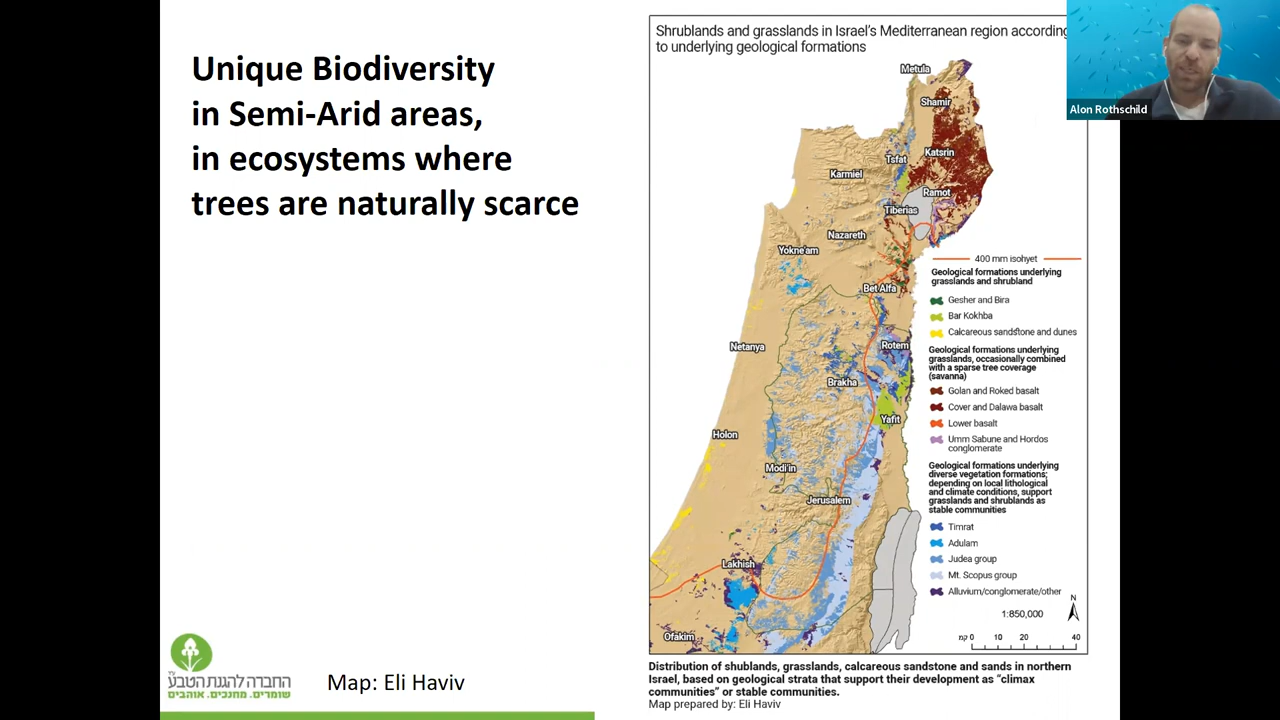 Unique Biodiversity
in Semi-Arid areas,
in ecosystems where
trees are naturally scarce
Shrublands and grasslands in Israel's Mediterranean region according
to underlying geological formations
Alon Rothschild
Metula
Shamir
Katsrin
Tsfat
Karmiel
Ramot
Tiberias
Nazareth
Yokne'am
Bet Alfa
Netanya
Rotem
Brakha
Yafit
Holon
Modi'in
Jerusalem
Lakhish
Ofakim
400 mm isohyet
Geological formations underlying
grasslands and shrubland
Gesher and Bira
Bar Kokhba
Calcareous sandstone and dunes
Geological formations underlying
grasslands, occasionally combined
with a sparse tree coverage
(savanna)
Golan and Roked basalt
Cover and Dalawa basalt
Lower basalt
Umm Sabune and Hordos
conglomerate
Geological formations underlying
diverse vegetation formations;
depending on local lithological
and climate conditions, support
grasslands and shrublands as
stable communities
Timrat
Adulam
Judea group
Mt. Scopus group
Alluvium/conglomerate/other
N
1:850,000
קמ 0 10 20 40
Distribution of shublands, grasslands, calcareous sandstone and sands in northern
Israel, based on geological strata that support their development as "climax
communities" or stable communities.
Map prepared by: Eli Haviv
החברה להגנת הטבע
שומרים. מחנכים. אוהבים
Map: Eli Haviv